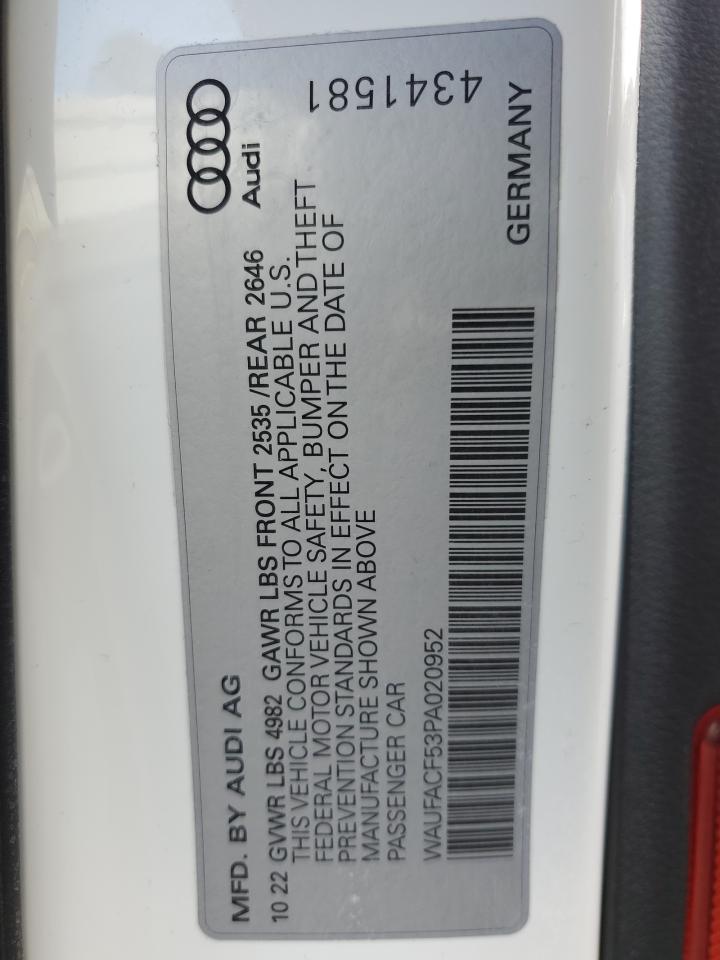 MFD. BY AUDI AG
Audi
10 22 GVWR LBS 4982 GAWR LBS FRONT 2535 /REAR 2646
THIS VEHICLE CONFORMS TO ALL APPLICABLE U.S.
FEDERAL MOTOR VEHICLE SAFETY, BUMPER AND THEFT
PREVENTION STANDARDS IN EFFECT ON THE DATE OF
MANUFACTURE SHOWN ABOVE
PASSENGER CAR
4341581
WAUFACF53PA020952
GERMANY